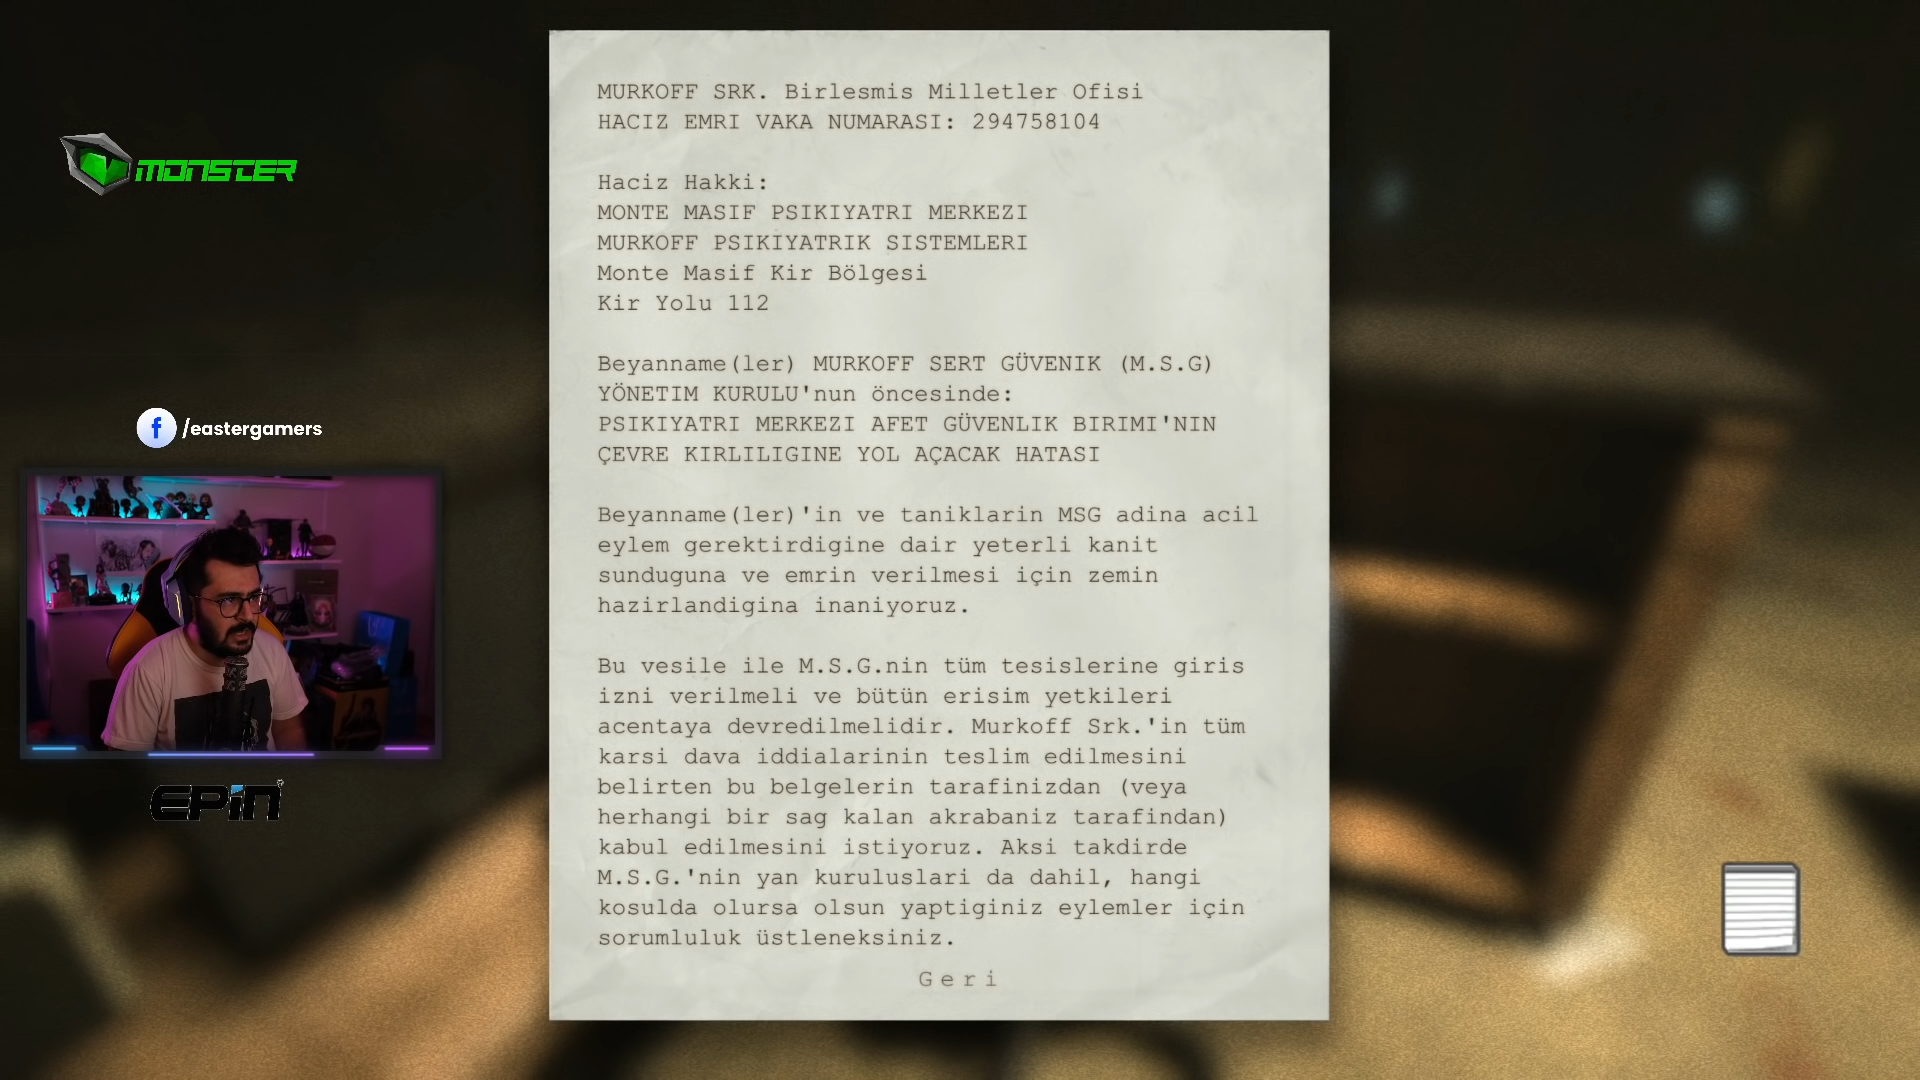 MURKOFF SRK. Birlesmis Milletler Ofisi
HACIZ EMRI VAKA NUMARASI: 294758104
Haciz Hakki:
MONTE MASIF PSIKIYATRI MERKEZI
MURKOFF PSIKIYATRIK SISTEMLERI
Monte Masif Kir Bölgesi
Kir Yolu 112
Beyanname(ler) MURKOFF SERT GÜVENIK (M.S.G)
YÖNETIM KURULU'nun öncesinde:
PSIKIYATRI MERKEZI AFET GÜVENLIK BIRIMI'NIN
ÇEVRE KIRLILIGINE YOL AÇACAK HATASI
Beyanname(ler)'in ve taniklarin MSG adina acil
eylem gerektirdigine dair yeterli kanit
sunduguna ve emrin verilmesi için zemin
hazirlandigina inaniyoruz.
Bu vesile ile M.S.G.nin tüm tesislerine giris
izni verilmeli ve bütün erisim yetkileri
acentaya devredilmelidir. Murkoff Srk.'in tüm
karsi dava iddialarinin teslim edilmesini
belirten bu belgelerin tarafinizdan (veya
herhangi bir sag kalan akrabaniz tarafindan)
kabul edilmesini istiyoruz. Aksi takdirde
M.S.G.'nin yan kuruluslari da dahil, hangi
kosulda olursa olsun yaptiginiz eylemler için
sorumluluk üstleneksiniz.
Geri
MONSTER
/eastergamers
EPİN